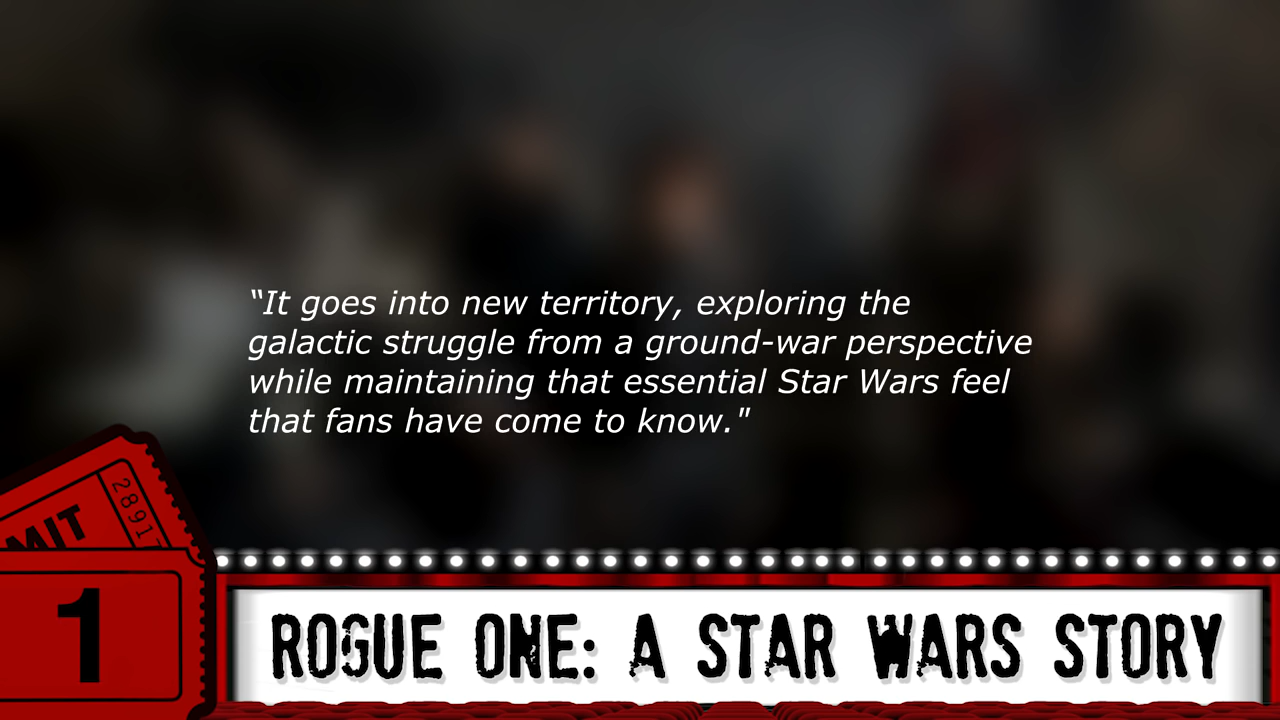 “It goes into new territory, exploring the
galactic struggle from a ground-war perspective
while maintaining that essential Star Wars feel
that fans have come to know."
28917
MIT
1
ROGUE ONE: A STAR WARS STORY